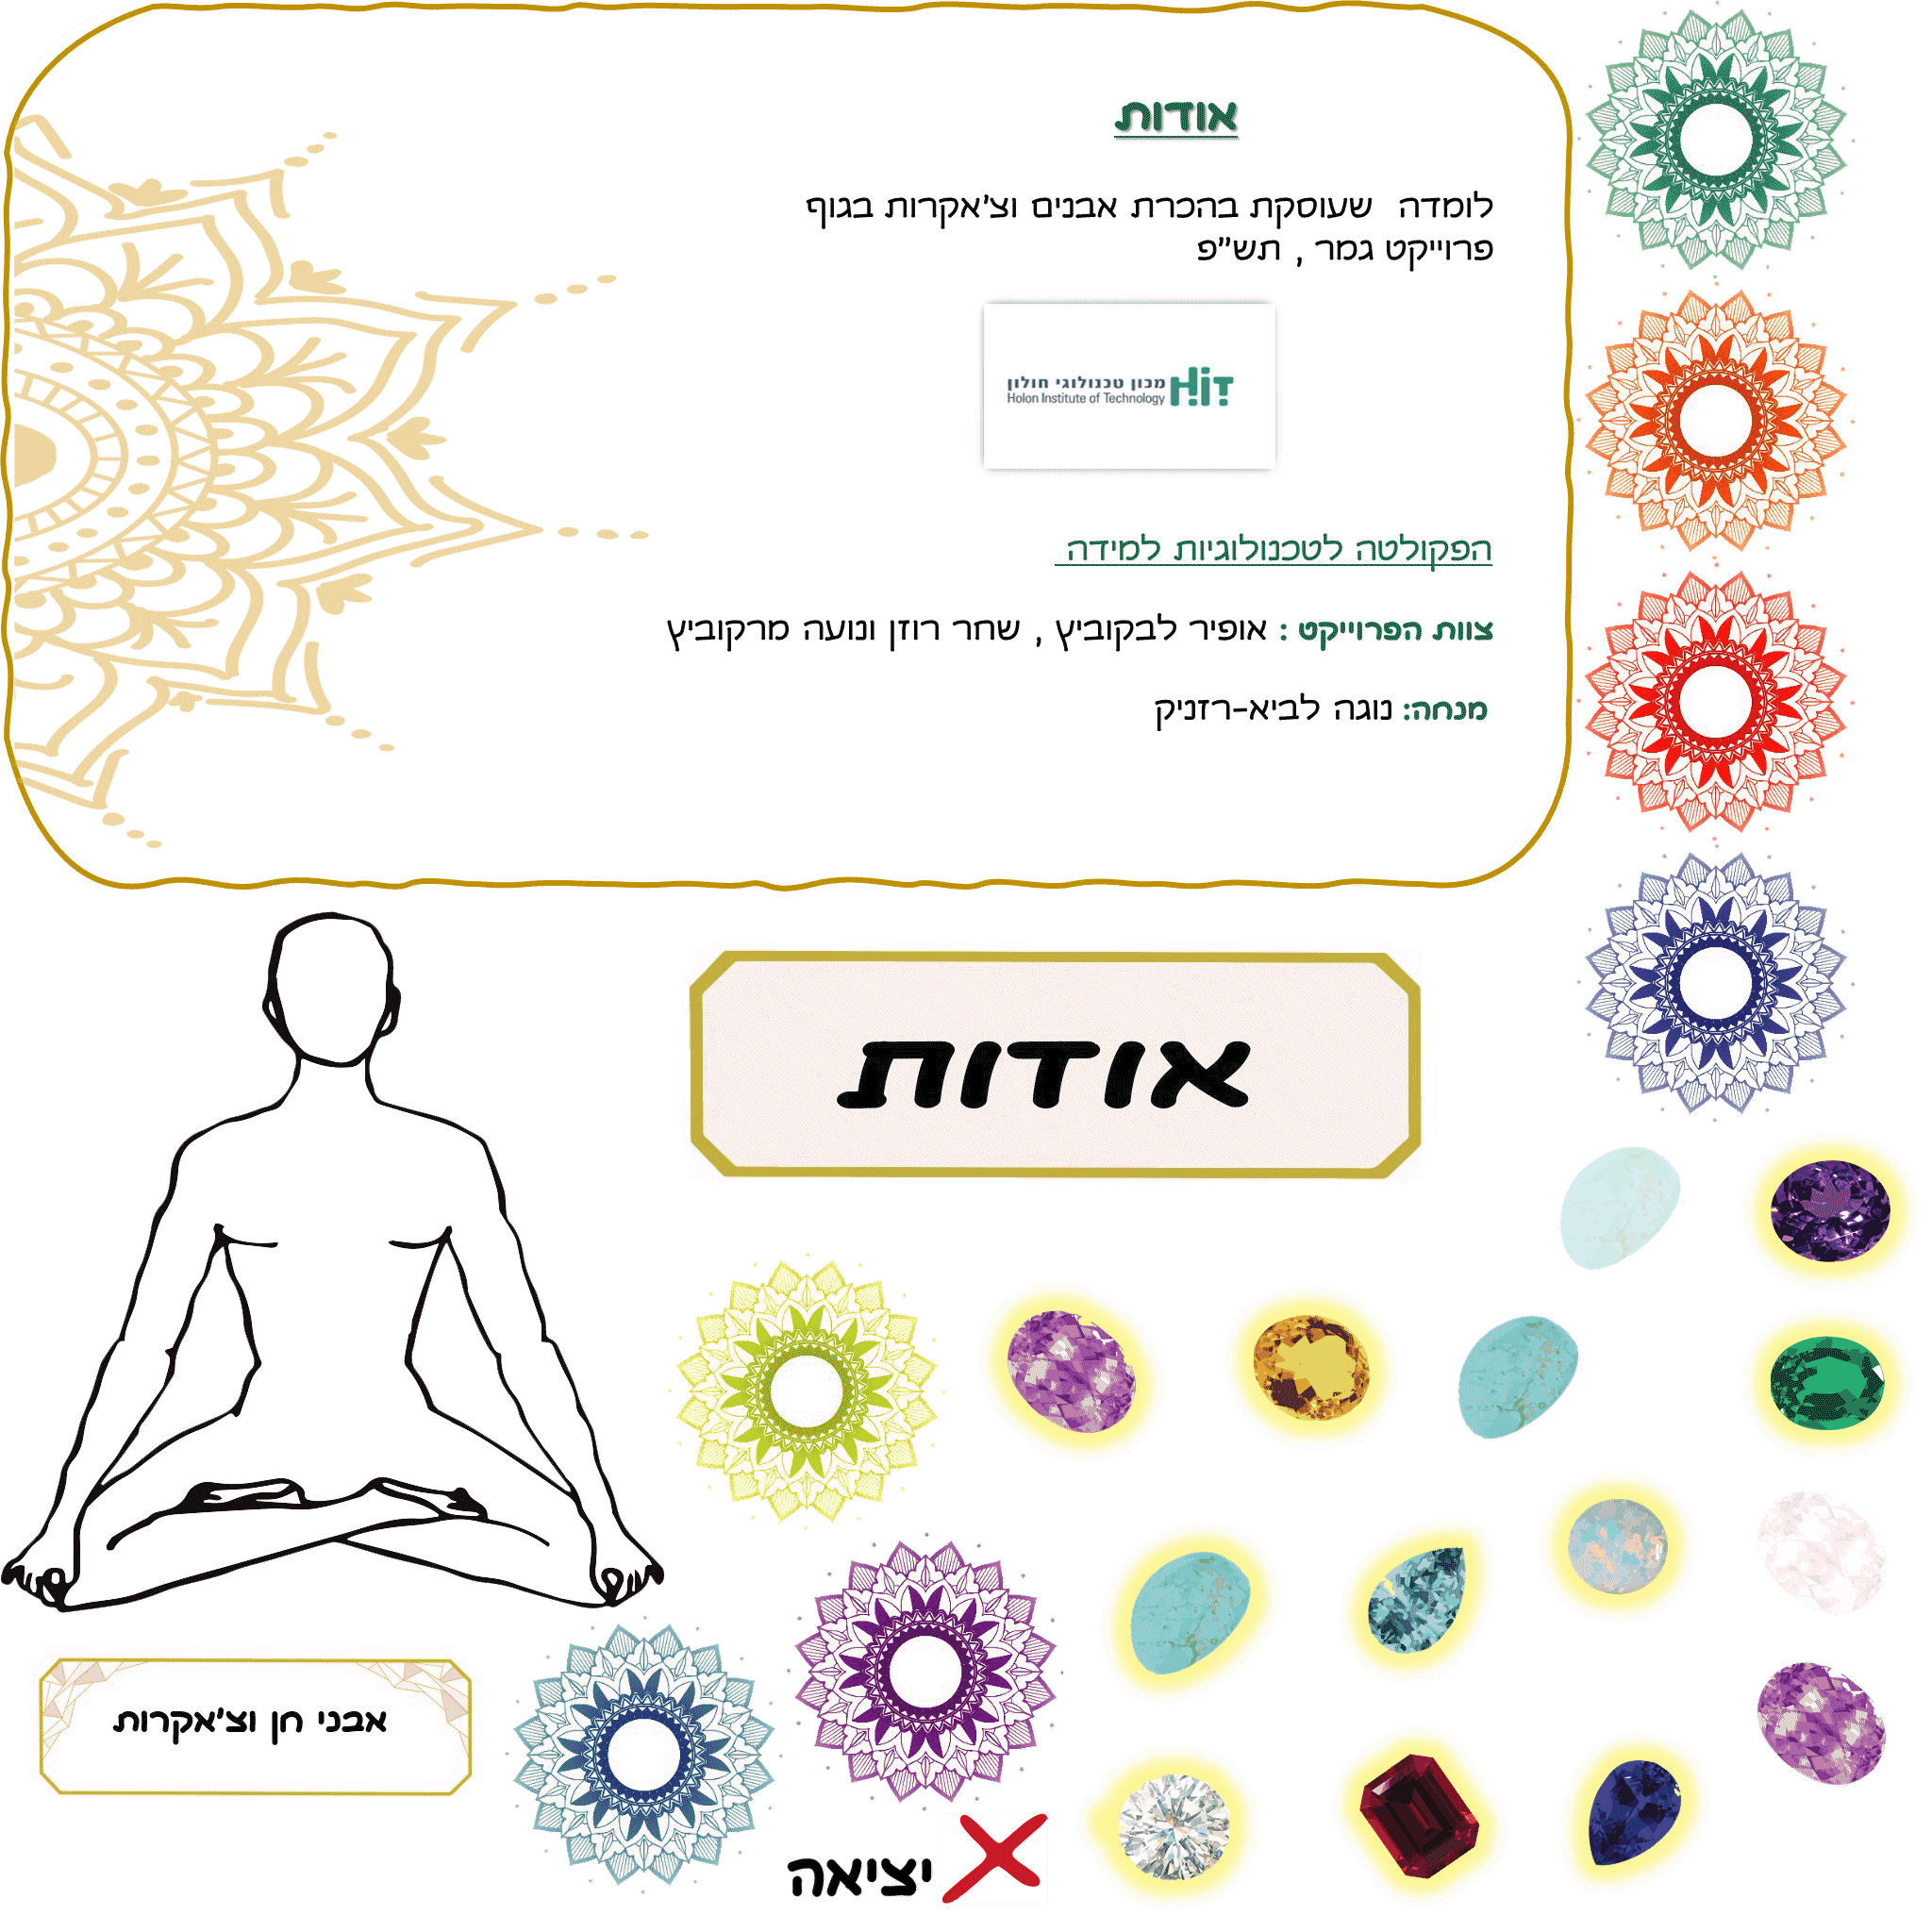 אודות
לומדה שעוסקת בהכרת אבנים וצ'אקרות בגוף
פרוייקט גמר , תש"פ
מכון טכנולוגי חולון HiT
Holon Institute of Technology
הפקולטה לטכנולוגיות למידה
צוות הפרוייקט : אופיר לבקוביץ , שחר רוזן ונועה מרקוביץ
מנחה: נוגה לביא-רזניק
אודות
אבני חן וצ'אקרות
יציאה